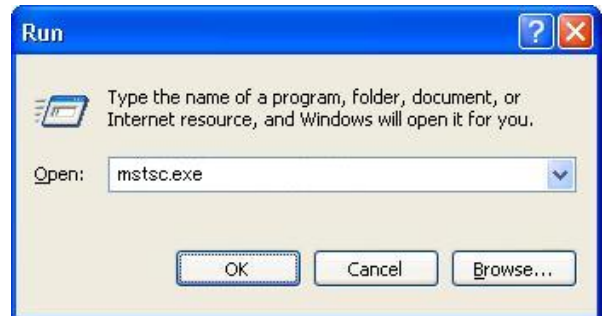 Run
Type the name of a program, folder, document, or
Internet resource, and Windows will open it for you.
Open: mstsc.exe
OK Cancel Browse...